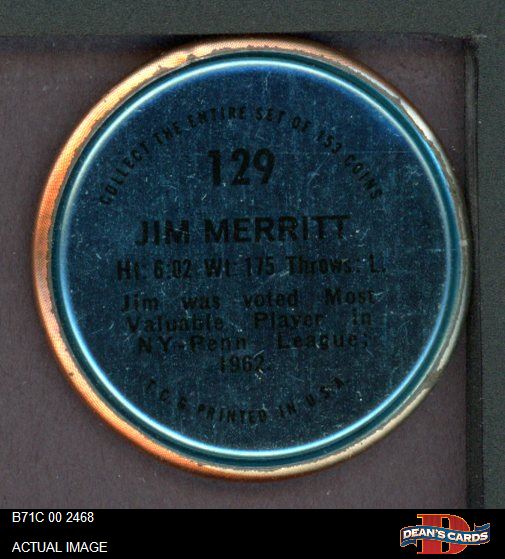 COLLECT THE ENTIRE SET OF 153 COINS
129
JIM MERRITT
Ht: 6-02 Wt: 175 Throws: L.
Jim was voted Most
Valuable Player in
NY-Penn League,
1962.
T.C.G. PRINTED IN U.S.A.
B71C 00 2468
ACTUAL IMAGE
D
DEAN'S CARDS